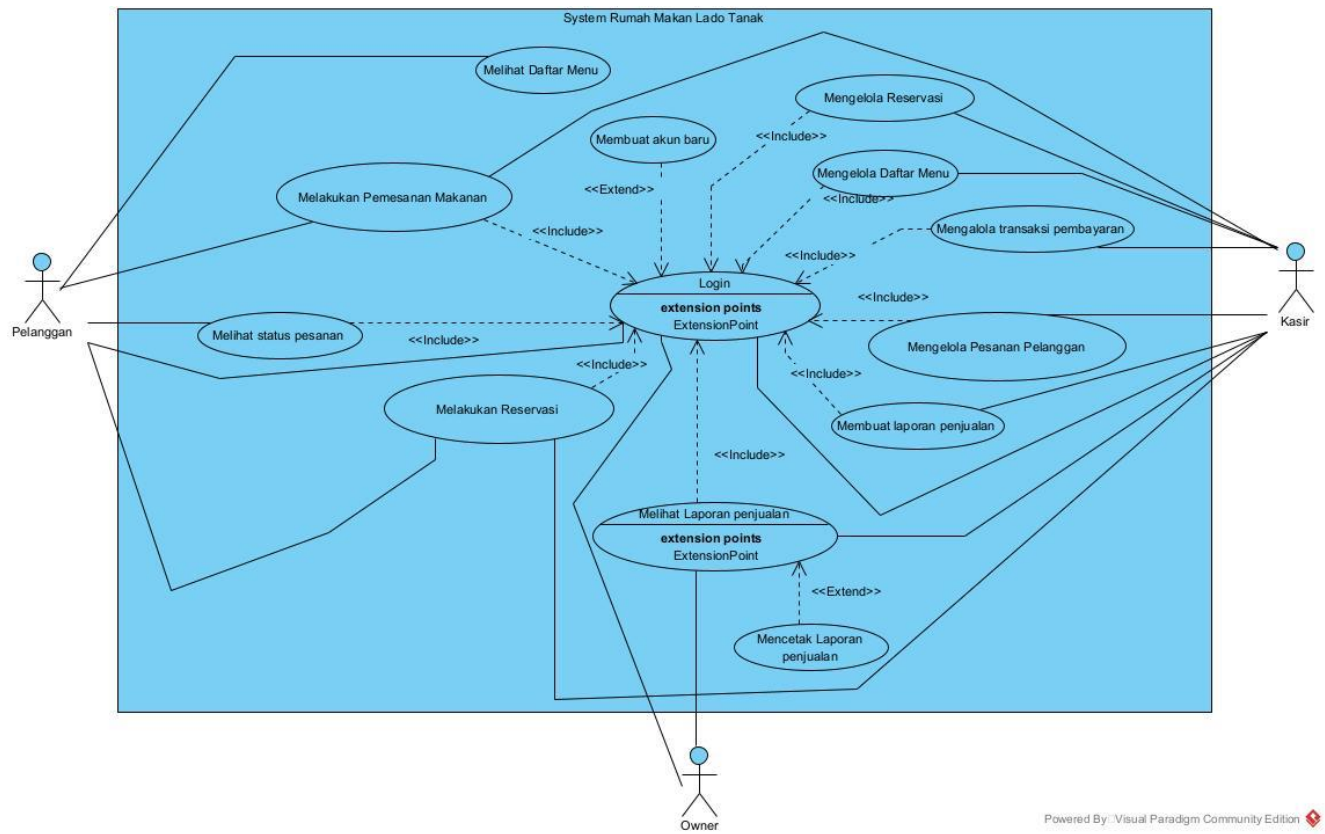 System Rumah Makan Lado Tanak
Melihat Daftar Menu
Mengelola Reservasi
<<Include>>
Membuat akun baru
<<Extend>>
Mengelola Daftar Menu
<<Include>>
Melakukan Pemesanan Makanan
<<Include>>
Mengalola transaksi pembayaran
<<Include>>
Login
extension points
ExtensionPoint
<<Include>>
Pelanggan
Kasir
Melihat status pesanan
<<Include>>
Mengelola Pesanan Pelanggan
<<Include>>
<<Include>>
Melakukan Reservasi
Membuat laporan penjualan
<<Include>>
Melihat Laporan penjualan
extension points
ExtensionPoint
<<Extend>>
Mencetak Laporan
penjualan
Owner
Powered By Visual Paradigm Community Edition